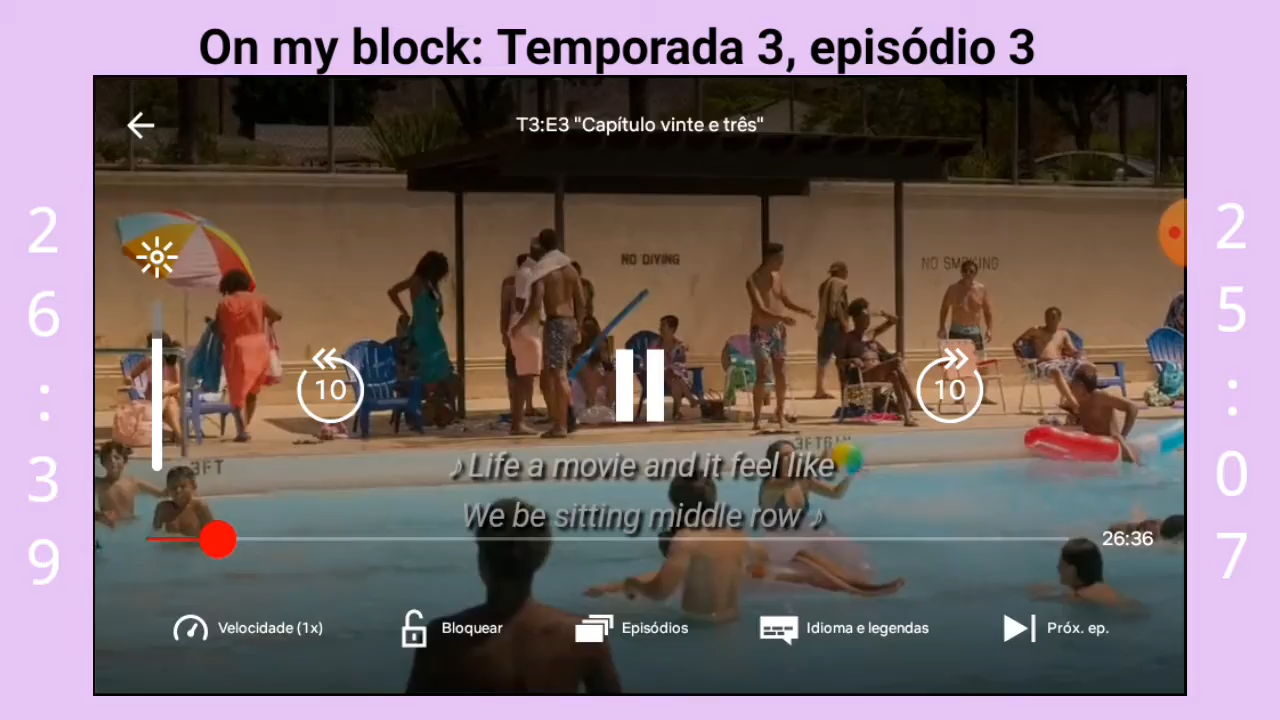 On my block: Temporada 3, episódio 3
T3:E3 "Capítulo vinte e três"
2
6
:
3
9
2
5
:
0
7
NO DIVING
NO SMOKING
10
10
3FT
3FT6IN
♪ Life a movie and it feel like
We be sitting middle row ♪
26:36
Velocidade (1x)
Bloquear
Episódios
Idioma e legendas
Próx. ep.